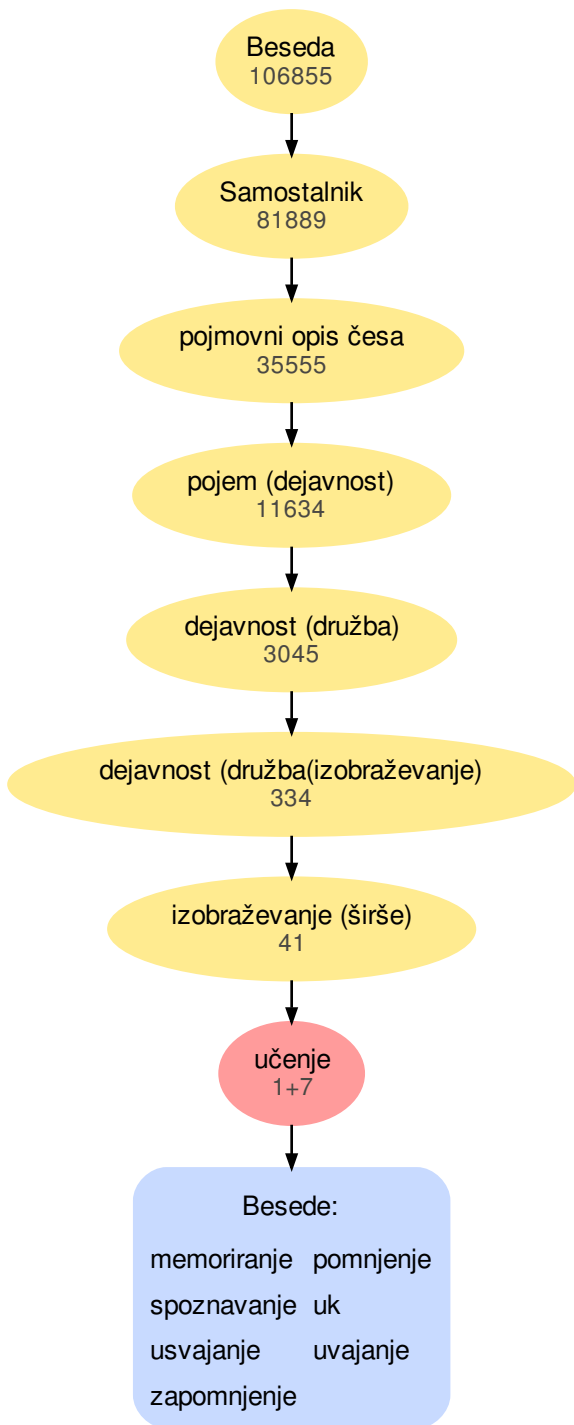 Beseda
106855
Samostalnik
81889
pojmovni opis česa
35555
pojem (dejavnost)
11634
dejavnost (družba)
3045
dejavnost (družba(izobraževanje)
334
izobraževanje (širše)
41
učenje
1+7
Besede:
memoriranje pomnjenje
spoznavanje uk
usvajanje uvajanje
zapomnjenje